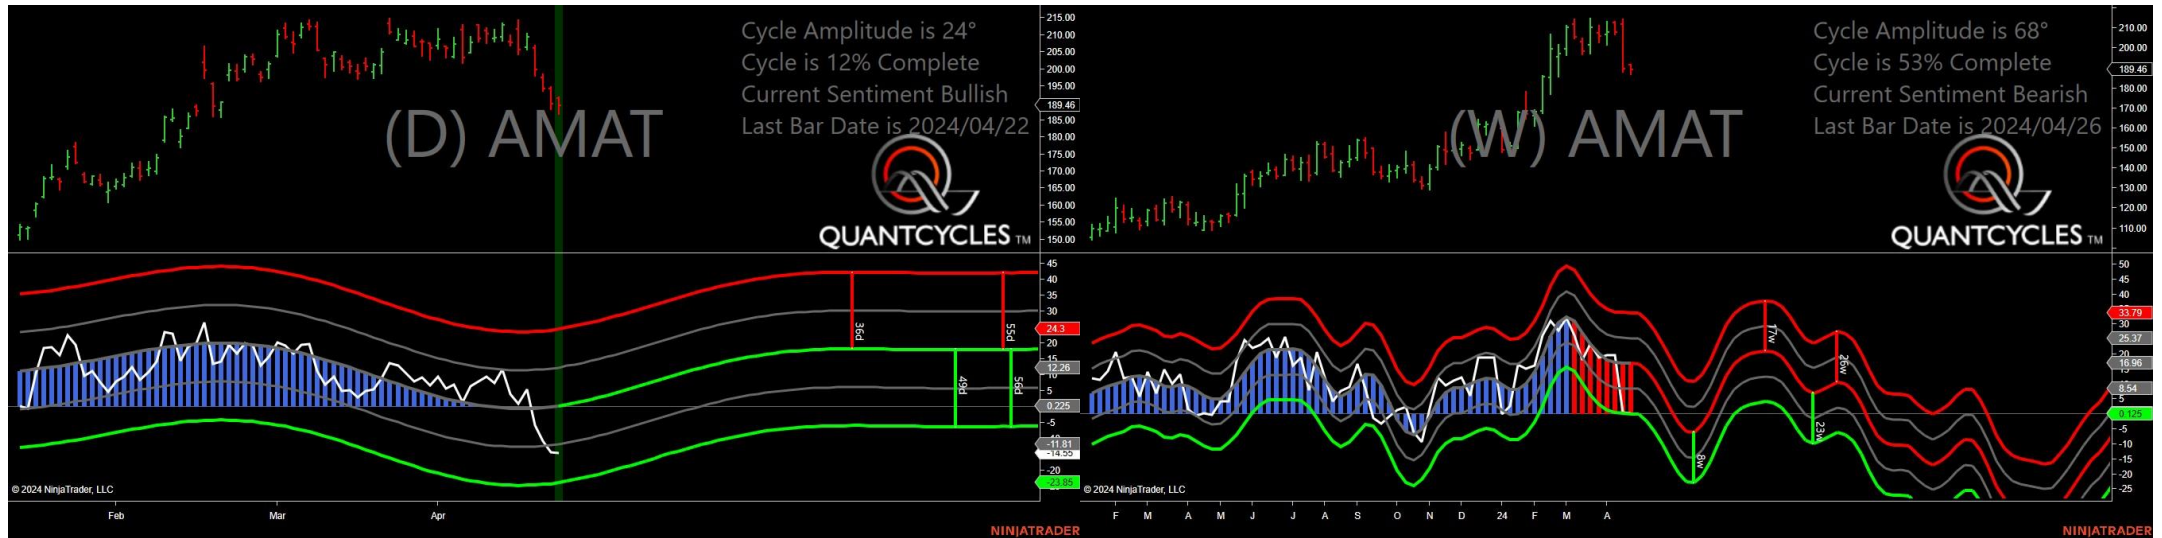 Cycle Amplitude is 24°
Cycle is 12% Complete
Current Sentiment Bullish
Last Bar Date is 2024/04/22
(D) AMAT
QUANTCYCLES TM
215.00
210.00
205.00
200.00
195.00
189.46
185.00
180.00
175.00
170.00
165.00
160.00
155.00
150.00
36d
55d
49d
56d
45
40
35
30
24.3
20
15
12.26
10
5
0.225
-5
-11.81
-14.55
-20
-23.85
© 2024 NinjaTrader, LLC
Feb
Mar
Apr
NINJATRADER
Cycle Amplitude is 68°
Cycle is 53% Complete
Current Sentiment Bearish
Last Bar Date is 2024/04/26
(W) AMAT
QUANTCYCLES TM
210.00
200.00
189.46
180.00
170.00
160.00
150.00
140.00
130.00
120.00
110.00
17w
26w
23w
8w
50
45
40
33.79
30
25.37
20
16.96
8.54
5
0.125
-5
-10
-15
-20
-25
© 2024 NinjaTrader, LLC
F
M
A
M
J
J
A
S
O
N
D
24
F
M
A
NINJATRADER